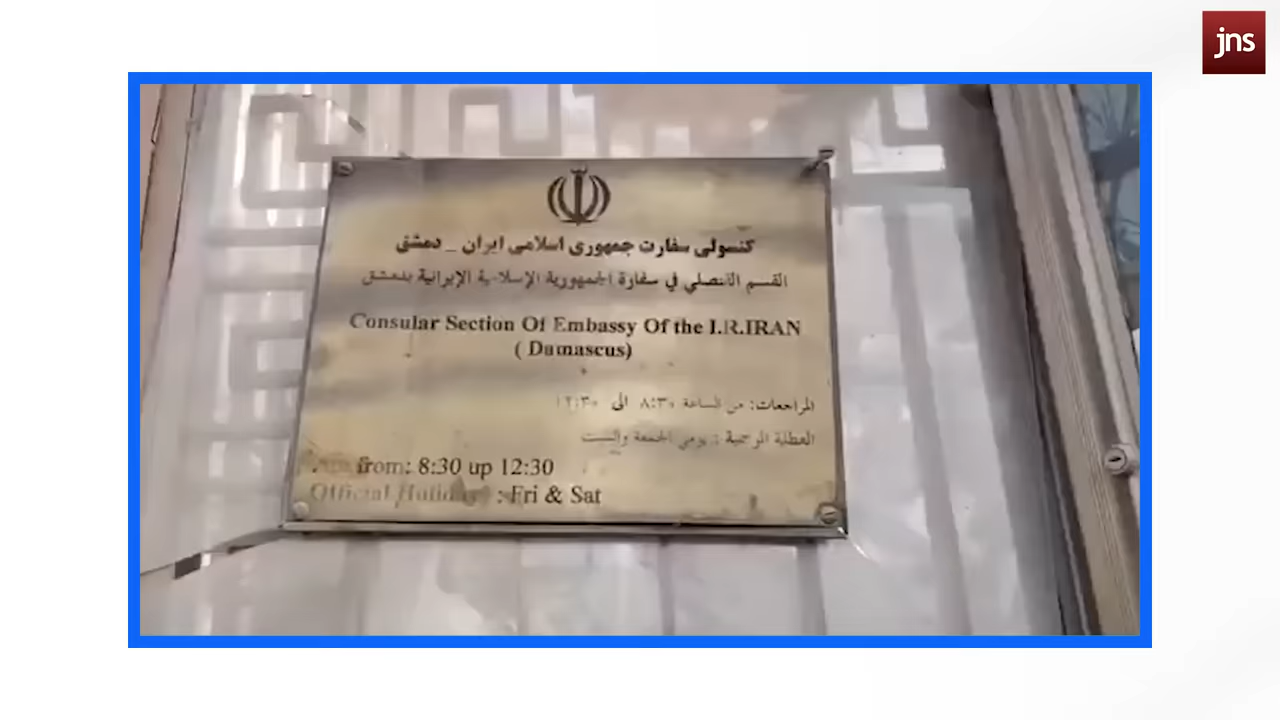 jns
کنسولی سفارت جمهوری اسلامی ایران _ دمشق
القسم القنصلي في سفارة الجمهورية الإسلامية الإيرانية بدمشق
Consular Section Of Embassy Of the I.R.IRAN
( Damascus)
المراجعات: من الساعة ٨:٣٠ الى ١٢:٣٠
العطلة الرسمية : يومي الجمعة والسبت
from: 8:30 up 12:30
Official Holiday : Fri & Sat